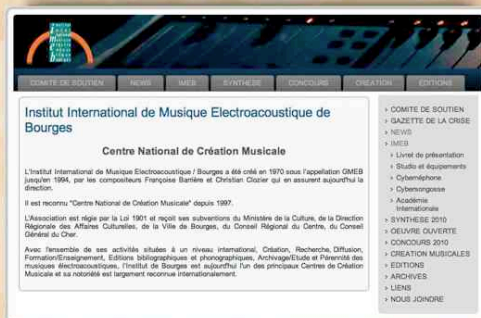 COMITE DE SOUTIEN NEWS IMEB SYNTHESE CONCOURS CREATION EDITIONS
Institut International de Musique Electroacoustique de
Bourges
Centre National de Création Musicale
L'Institut International de Musique Electroacoustique / Bourges a été créé en 1970 sous l'appellation GMEB
jusqu'en 1994, par les compositeurs Françoise Barrière et Christian Clozier qui en assurent aujourd'hui la
direction.
Il est reconnu "Centre National de Création Musicale" depuis 1997.
L'Association est régie par la Loi 1901 et reçoit ses subventions du Ministère de la Culture, de la Direction
Régionale des Affaires Culturelles, de la Ville de Bourges, du Conseil Régional du Centre, du Conseil
Général du Cher.
Avec l'ensemble de ses activités situées à un niveau international, Création, Recherche, Diffusion,
Formation/Enseignement, Editions bibliographiques et phonographiques, Archivage/Etude et Pérennité des
musiques électroacoustiques, l'Institut de Bourges est aujourd'hui l'un des principaux Centres de Création
Musicale et sa notoriété est largement reconnue internationalement.
› COMITE DE SOUTIEN
› GAZETTE DE LA CRISE
› NEWS
› IMEB
› Livret de présentation
› Studio et équipements
› Cybernéphone
› Cybersongosse
› Académie
Internationale
› SYNTHESE 2010
› OEUVRE OUVERTE
› CONCOURS 2010
› CREATION MUSICALES
› EDITIONS
› ARCHIVES
› LIENS
› NOUS JOINDRE